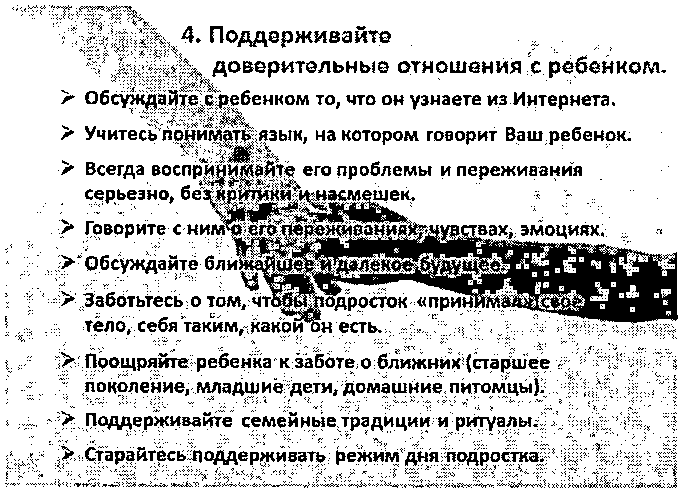 4. Поддерживайте
доверительные отношения с ребенком.
➢ Обсуждайте с ребенком то, что он узнаете из Интернета.
➢ Учитесь понимать язык, на котором говорит Ваш ребенок.
➢ Всегда воспринимайте его проблемы и переживания
серьезно, без критики и насмешек.
➢ Говорите с ним о его переживаниях, чувствах, эмоциях.
➢ Обсуждайте ближайшее и далекое будущее.
➢ Заботьтесь о том, чтобы подросток «принимал» свое
тело, себя таким, какой он есть.
➢ Поощряйте ребенка к заботе о ближних (старшее
поколение, младшие дети, домашние питомцы).
➢ Поддерживайте семейные традиции и ритуалы.
➢ Старайтесь поддерживать режим дня подростка.